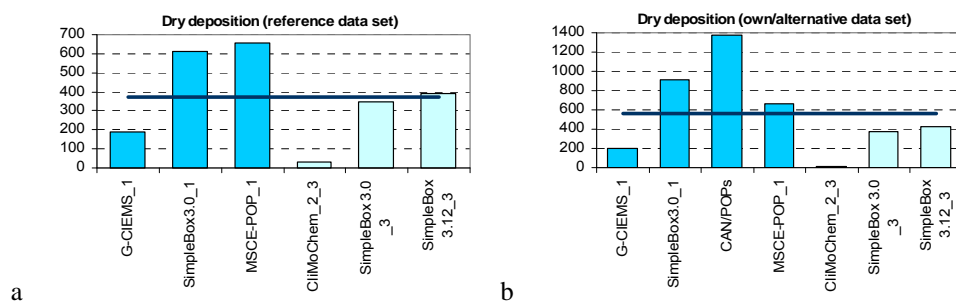 Dry deposition (reference data set)
700
600
500
400
300
200
100
0
G-CIEMS_1
SimpleBox3.0_1
MSCE-POP_1
CliMoChem_2_3
SimpleBox 3.0
_3
SimpleBox
3.12_3
a
Dry deposition (own/alternative data set)
1400
1200
1000
800
600
400
200
0
G-CIEMS_1
SimpleBox3.0_1
CAN/POPs
MSCE-POP_1
CliMoChem_2_3
SimpleBox 3.0
_3
SimpleBox
3.12_3
b